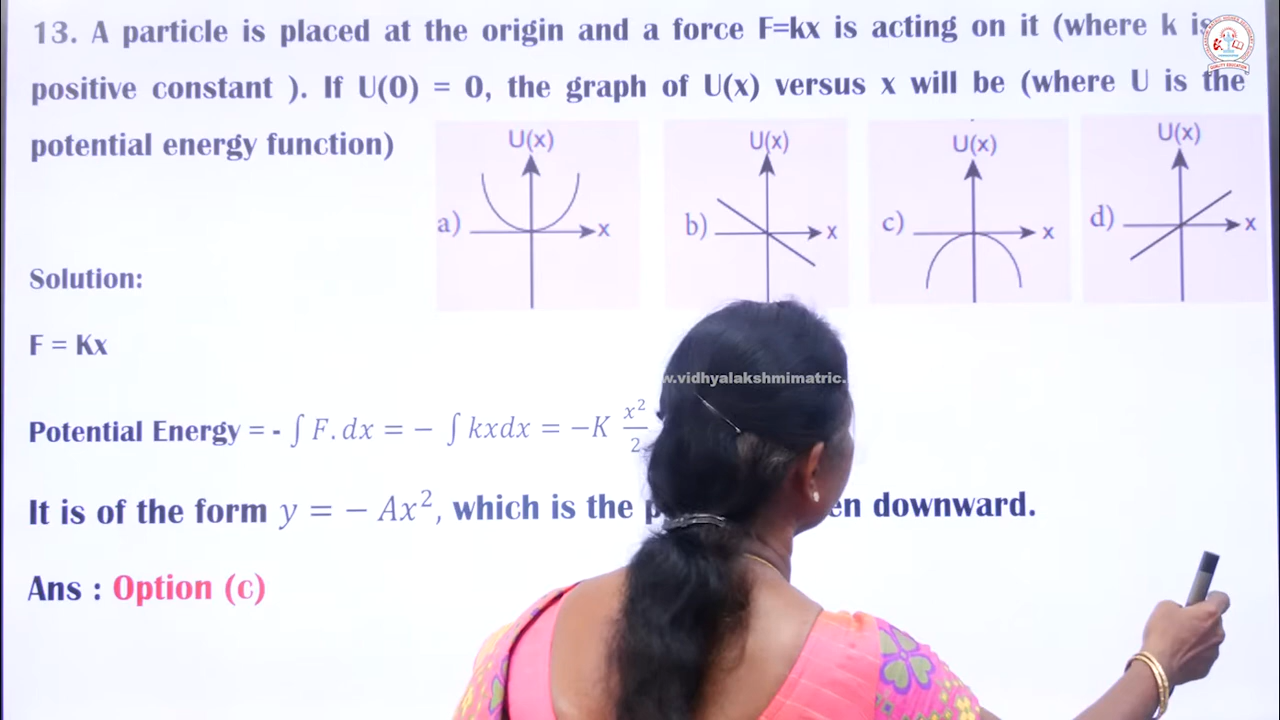 13. A particle is placed at the origin and a force F=kx is acting on it (where k is
positive constant ). If U(0) = 0, the graph of U(x) versus x will be (where U is the
potential energy function)
a) U(x) x
b) U(x) x
c) U(x) x
d) U(x) x
Solution:
F = Kx
w.vidhyalakshmimatric.
Potential Energy = - ∫ F.dx = − ∫ kxdx = −K x²/2
It is of the form y = − Ax², which is the en downward.
Ans : Option (c)